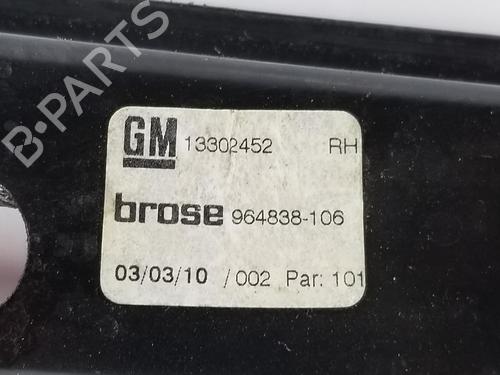 GM 13302452 RH
brose 964838-106
03/03/10 /002 Par: 101
B-PARTS